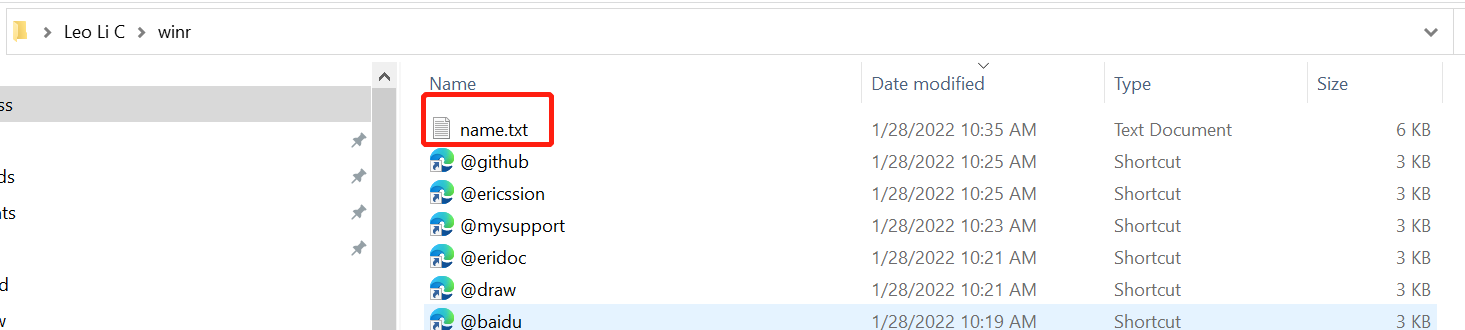 Leo Li C winr
Name Date modified Type Size
ss
name.txt 1/28/2022 10:35 AM Text Document 6 KB
@github 1/28/2022 10:25 AM Shortcut 3 KB
ds
@ericssion 1/28/2022 10:25 AM Shortcut 3 KB
nts
@mysupport 1/28/2022 10:23 AM Shortcut 3 KB
@eridoc 1/28/2022 10:21 AM Shortcut 3 KB
d
@draw 1/28/2022 10:21 AM Shortcut 3 KB
w
@baidu 1/28/2022 10:19 AM Shortcut 3 KB